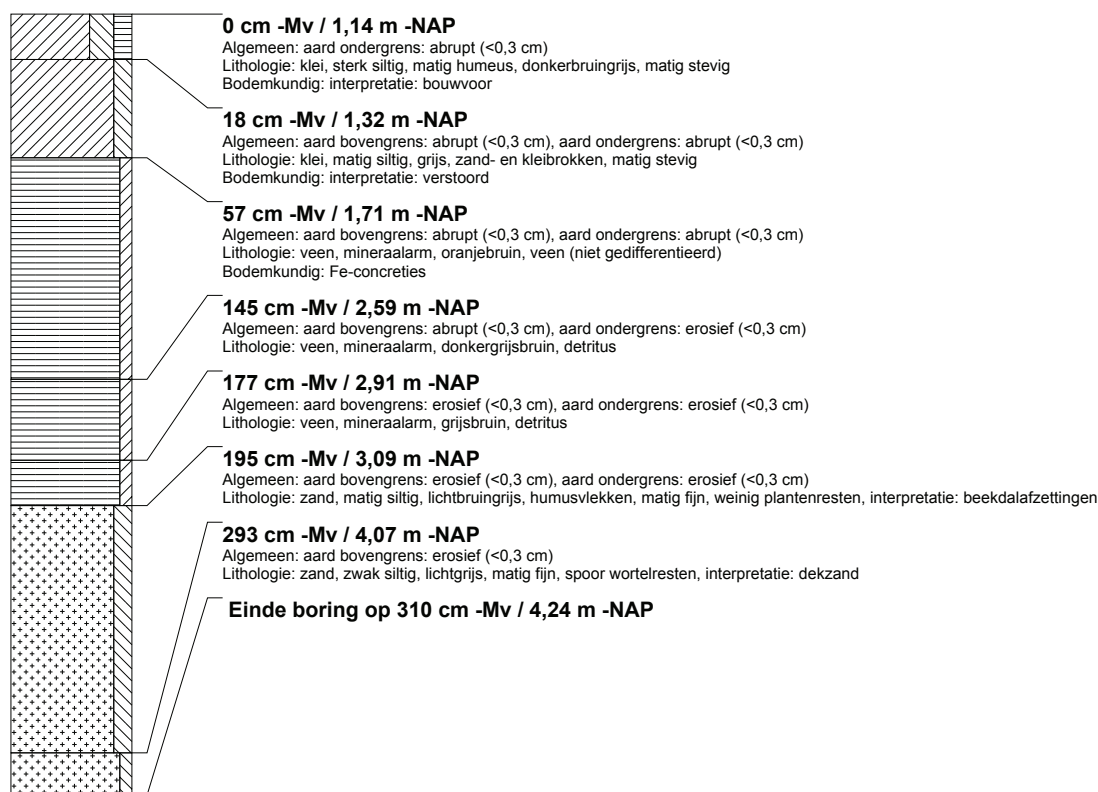 0 cm -Mv / 1,14 m -NAP
Algemeen: aard ondergrens: abrupt (<0,3 cm)
Lithologie: klei, sterk siltig, matig humeus, donkerbruingrijs, matig stevig
Bodemkundig: interpretatie: bouwvoor
18 cm -Mv / 1,32 m -NAP
Algemeen: aard bovengrens: abrupt (<0,3 cm), aard ondergrens: abrupt (<0,3 cm)
Lithologie: klei, matig siltig, grijs, zand- en kleibrokken, matig stevig
Bodemkundig: interpretatie: verstoord
57 cm -Mv / 1,71 m -NAP
Algemeen: aard bovengrens: abrupt (<0,3 cm), aard ondergrens: abrupt (<0,3 cm)
Lithologie: veen, mineraalarm, oranjebruin, veen (niet gedifferentieerd)
Bodemkundig: Fe-concreties
145 cm -Mv / 2,59 m -NAP
Algemeen: aard bovengrens: abrupt (<0,3 cm), aard ondergrens: erosief (<0,3 cm)
Lithologie: veen, mineraalarm, donkergrijsbruin, detritus
177 cm -Mv / 2,91 m -NAP
Algemeen: aard bovengrens: erosief (<0,3 cm), aard ondergrens: erosief (<0,3 cm)
Lithologie: veen, mineraalarm, grijsbruin, detritus
195 cm -Mv / 3,09 m -NAP
Algemeen: aard bovengrens: erosief (<0,3 cm), aard ondergrens: erosief (<0,3 cm)
Lithologie: zand, matig siltig, lichtbruingrijs, humusvlekken, matig fijn, weinig plantenresten, interpretatie: beekdalafzettingen
293 cm -Mv / 4,07 m -NAP
Algemeen: aard bovengrens: erosief (<0,3 cm)
Lithologie: zand, zwak siltig, lichtgrijs, matig fijn, spoor wortelresten, interpretatie: dekzand
Einde boring op 310 cm -Mv / 4,24 m -NAP